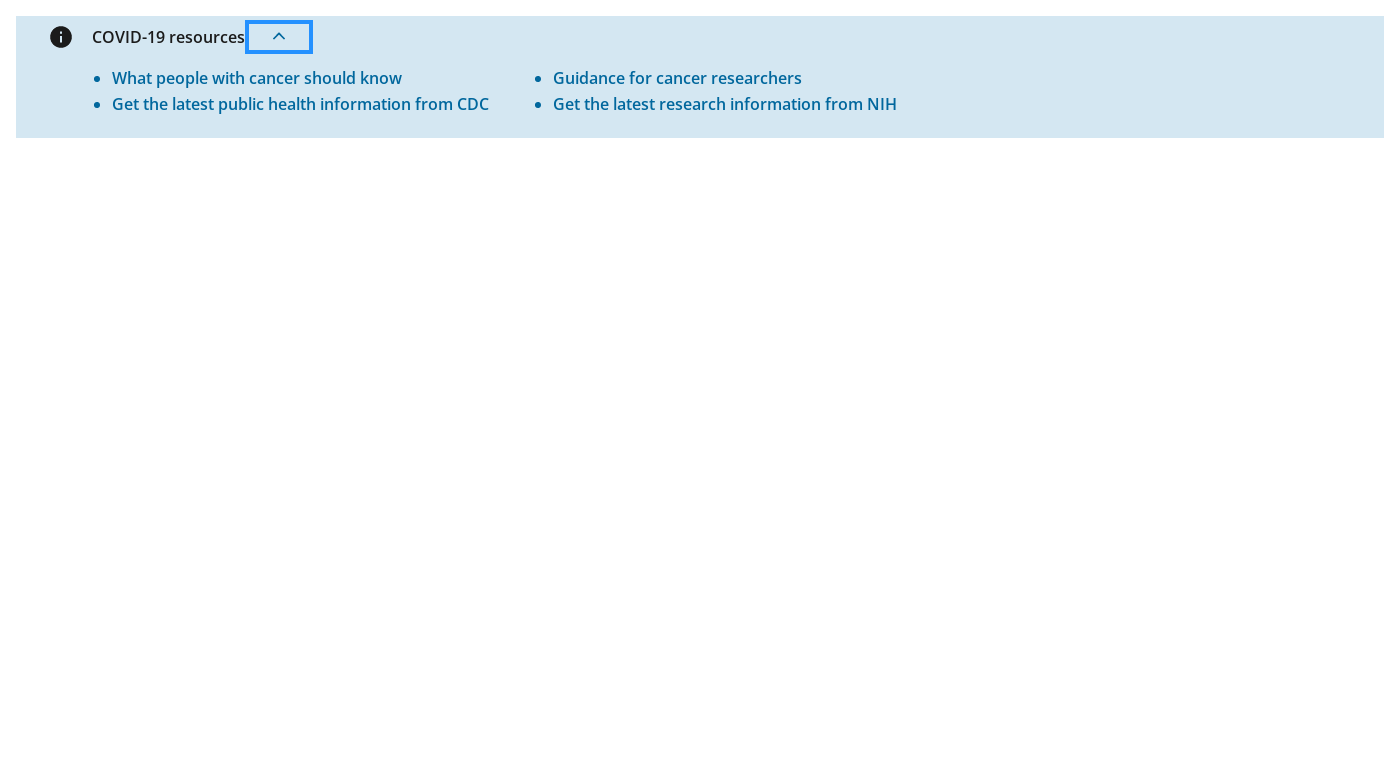 COVID-19 resources
What people with cancer should know
Get the latest public health information from CDC
Guidance for cancer researchers
Get the latest research information from NIH